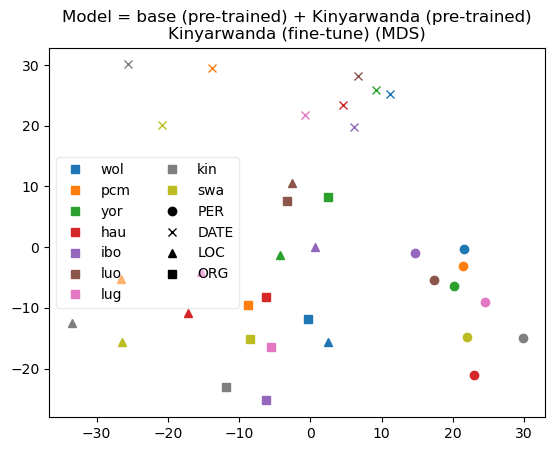 Model = base (pre-trained) + Kinyarwanda (pre-trained)
Kinyarwanda (fine-tune) (MDS)
30
20
10
0
−10
−20
wol
pcm
yor
hau
ibo
luo
lug
kin
swa
PER
DATE
LOC
ORG
−30
−20
−10
0
10
20
30